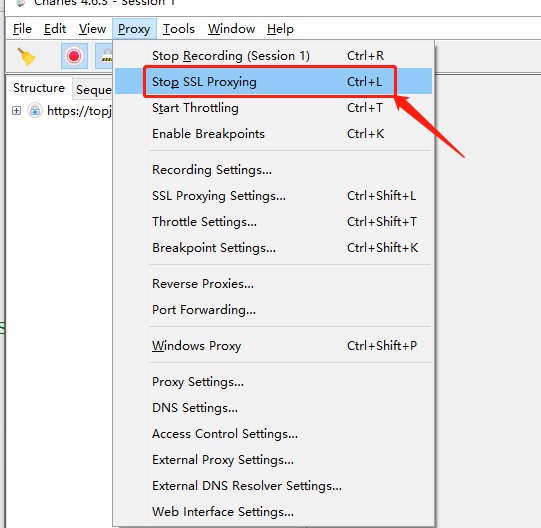 Charles 4.6.3 - Session 1
File Edit View Proxy Tools Window Help
Structure Seque
https://topj
Stop Recording (Session 1) Ctrl+R
Stop SSL Proxying Ctrl+L
Start Throttling Ctrl+T
Enable Breakpoints Ctrl+K
Recording Settings...
SSL Proxying Settings... Ctrl+Shift+L
Throttle Settings... Ctrl+Shift+T
Breakpoint Settings... Ctrl+Shift+K
Reverse Proxies...
Port Forwarding...
Windows Proxy Ctrl+Shift+P
Proxy Settings...
DNS Settings...
Access Control Settings...
External Proxy Settings...
External DNS Resolver Settings...
Web Interface Settings...